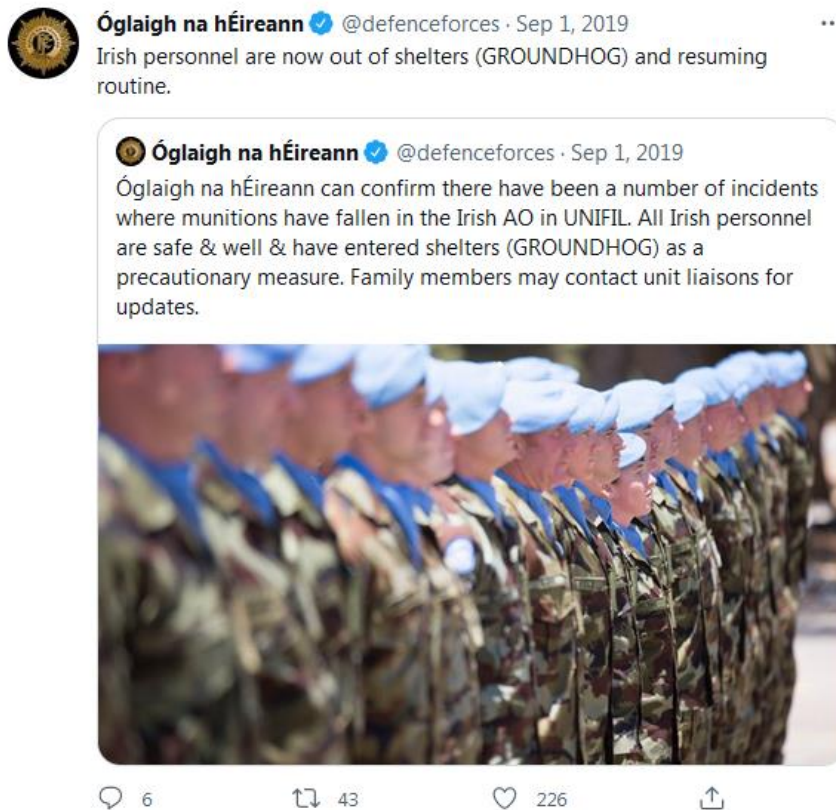 Óglaigh na hÉireann @defenceforces · Sep 1, 2019
Irish personnel are now out of shelters (GROUNDHOG) and resuming
routine.
Óglaigh na hÉireann @defenceforces · Sep 1, 2019
Óglaigh na hÉireann can confirm there have been a number of incidents
where munitions have fallen in the Irish AO in UNIFIL. All Irish personnel
are safe & well & have entered shelters (GROUNDHOG) as a
precautionary measure. Family members may contact unit liaisons for
updates.
6 43 226